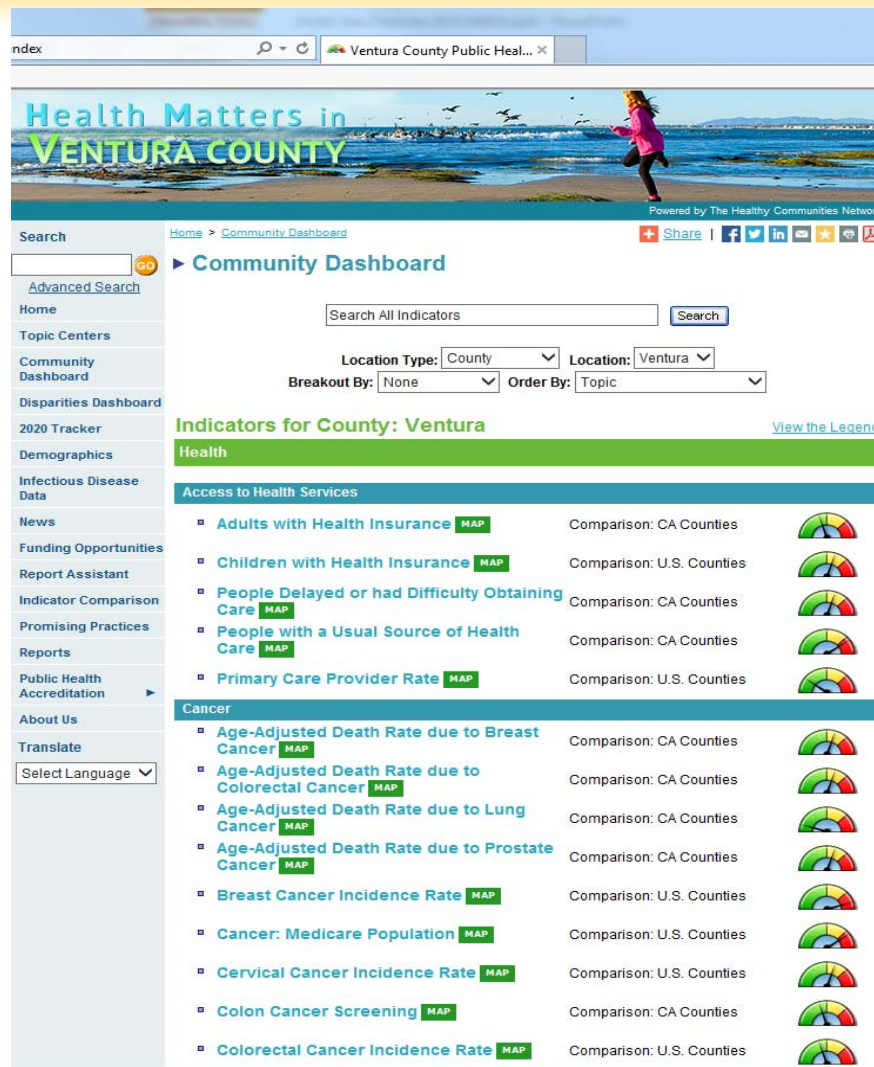 ndex
Ventura County Public Heal...
Health Matters in
VENTURA COUNTY
Powered by The Healthy Communities Networ
Search
GO
Advanced Search
Home
Topic Centers
Community
Dashboard
Disparities Dashboard
2020 Tracker
Demographics
Infectious Disease
Data
News
Funding Opportunities
Report Assistant
Indicator Comparison
Promising Practices
Reports
Public Health
Accreditation
About Us
Translate
Select Language
Home > Community Dashboard
Share |
Community Dashboard
Search All Indicators Search
Location Type: County Location: Ventura
Breakout By: None Order By: Topic
Indicators for County: Ventura View the Legend
Health
Access to Health Services
Adults with Health Insurance MAP Comparison: CA Counties
Children with Health Insurance MAP Comparison: U.S. Counties
People Delayed or had Difficulty Obtaining
Care MAP Comparison: CA Counties
People with a Usual Source of Health
Care MAP Comparison: CA Counties
Primary Care Provider Rate MAP Comparison: U.S. Counties
Cancer
Age-Adjusted Death Rate due to Breast
Cancer MAP Comparison: CA Counties
Age-Adjusted Death Rate due to
Colorectal Cancer MAP Comparison: CA Counties
Age-Adjusted Death Rate due to Lung
Cancer MAP Comparison: CA Counties
Age-Adjusted Death Rate due to Prostate
Cancer MAP Comparison: CA Counties
Breast Cancer Incidence Rate MAP Comparison: U.S. Counties
Cancer: Medicare Population MAP Comparison: U.S. Counties
Cervical Cancer Incidence Rate MAP Comparison: U.S. Counties
Colon Cancer Screening MAP Comparison: CA Counties
Colorectal Cancer Incidence Rate MAP Comparison: U.S. Counties